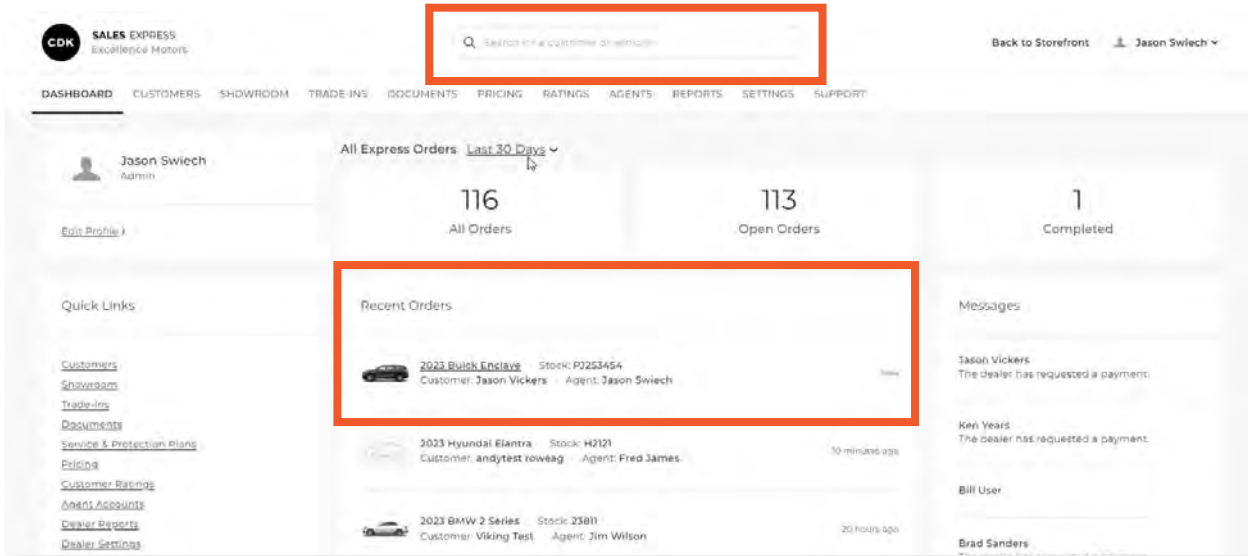 CDK
SALES EXPRESS
Excellence Motors
Search for a customer or vehicle
Back to Storefront
Jason Swiech
DASHBOARD CUSTOMERS SHOWROOM TRADE-INS DOCUMENTS PRICING RATINGS AGENTS REPORTS SETTINGS SUPPORT
Jason Swiech
Admin
Edit Profile
All Express Orders Last 30 Days
116
All Orders
113
Open Orders
1
Completed
Quick Links
Customers
Showroom
Trade-Ins
Documents
Service & Protection Plans
Pricing
Customer Ratings
Agent Accounts
Dealer Reports
Dealer Settings
Recent Orders
2023 Buick Enclave Stock: PJ253454
Customer: Jason Vickers Agent: Jason Swiech
2023 Hyundai Elantra Stock: H2121
Customer: andytest roweag Agent: Fred James
10 minutes ago
2023 BMW 2 Series Stock: 23811
Customer: Viking Test Agent: Jim Wilson
20 hours ago
Messages
Jason Vickers
The dealer has requested a payment.
Ken Years
The dealer has requested a payment.
Bill User
Brad Sanders